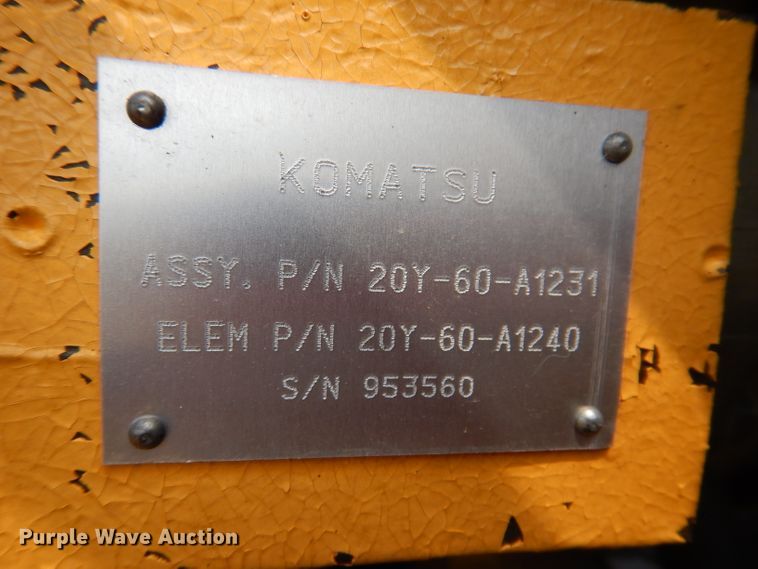 KOMATSU
ASSY. P/N 20Y-60-A1231
ELEM P/N 20Y-60-A1240
S/N 953560
Purple Wave Auction